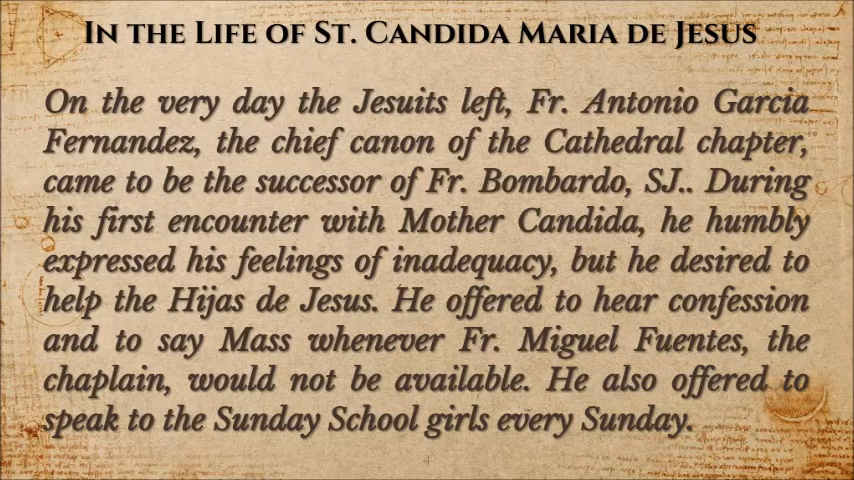 In the Life of St. Candida Maria de Jesus
On the very day the Jesuits left, Fr. Antonio Garcia
Fernandez, the chief canon of the Cathedral chapter,
came to be the successor of Fr. Bombardo, SJ.. During
his first encounter with Mother Candida, he humbly
expressed his feelings of inadequacy, but he desired to
help the Hijas de Jesus. He offered to hear confession
and to say Mass whenever Fr. Miguel Fuentes, the
chaplain, would not be available. He also offered to
speak to the Sunday School girls every Sunday.